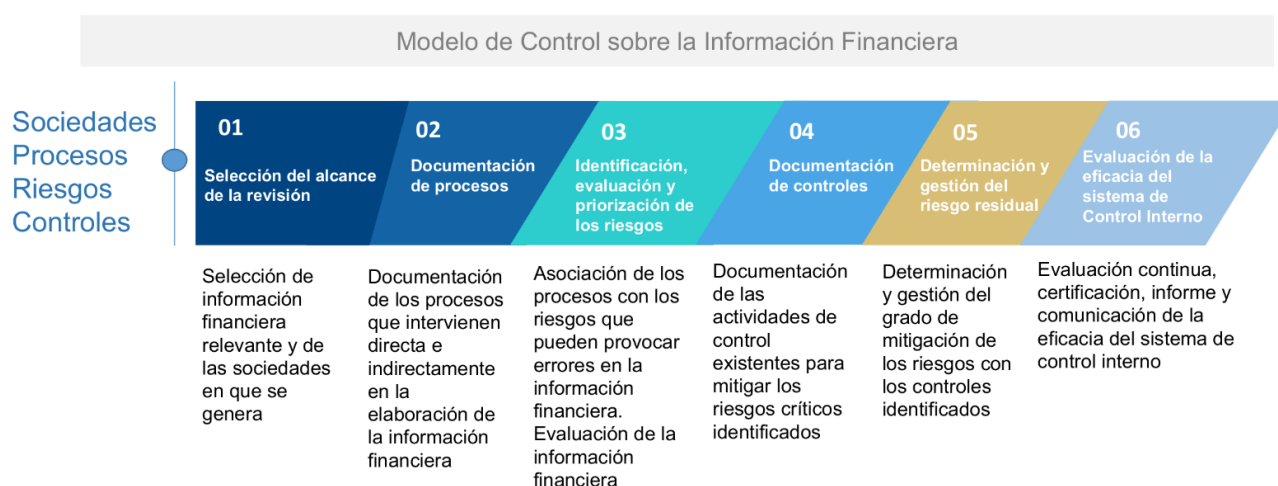 Modelo de Control sobre la Información Financiera
Sociedades
Procesos
Riesgos
Controles
01
Selección del alcance
de la revisión
02
Documentación
de procesos
03
Identificación,
evaluación y
priorización de
los riesgos
04
Documentación
de controles
05
Determinación y
gestión del
riesgo residual
06
Evaluación de la
eficacia del
sistema de
Control Interno
Selección de
información
financiera
relevante y de
las sociedades
en que se
genera
Documentación
de los procesos
que intervienen
directa e
indirectamente
en la
elaboración de
la información
financiera
Asociación de los
procesos con los
riesgos que
pueden provocar
errores en la
información
financiera.
Evaluación de la
información
financiera
Documentación
de las
actividades de
control
existentes para
mitigar los
riesgos críticos
identificados
Determinación
y gestión del
grado de
mitigación de
los riesgos con
los controles
identificados
Evaluación continua,
certificación, informe y
comunicación de la
eficacia del sistema de
control interno